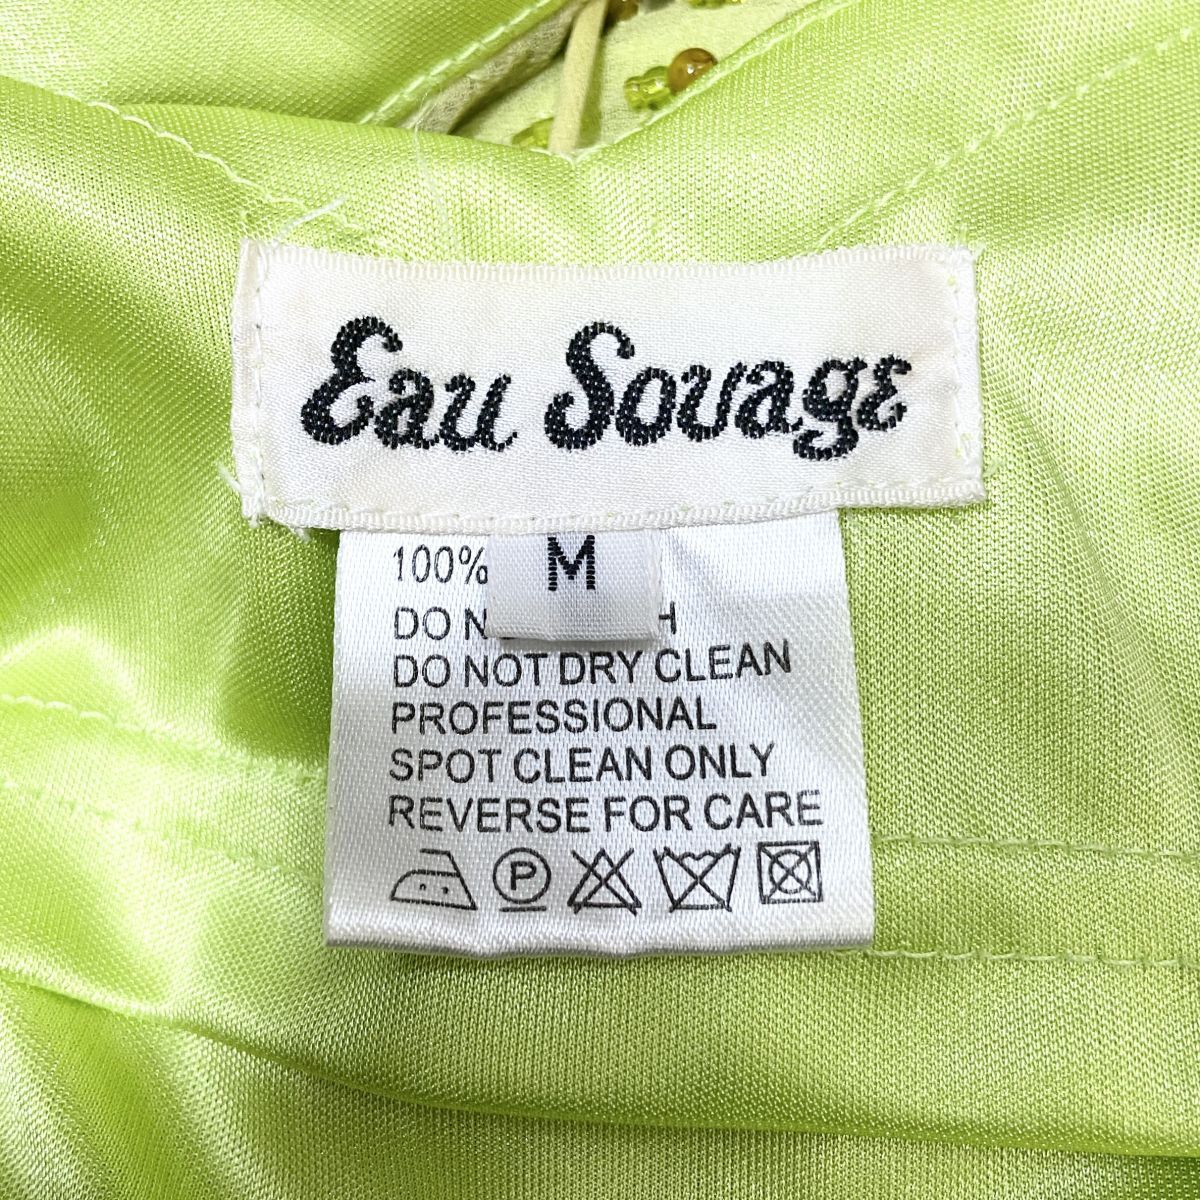 Eau Sovage
M
100%
DO
DO NOT DRY CLEAN
PROFESSIONAL
SPOT CLEAN ONLY
REVERSE FOR CARE
P